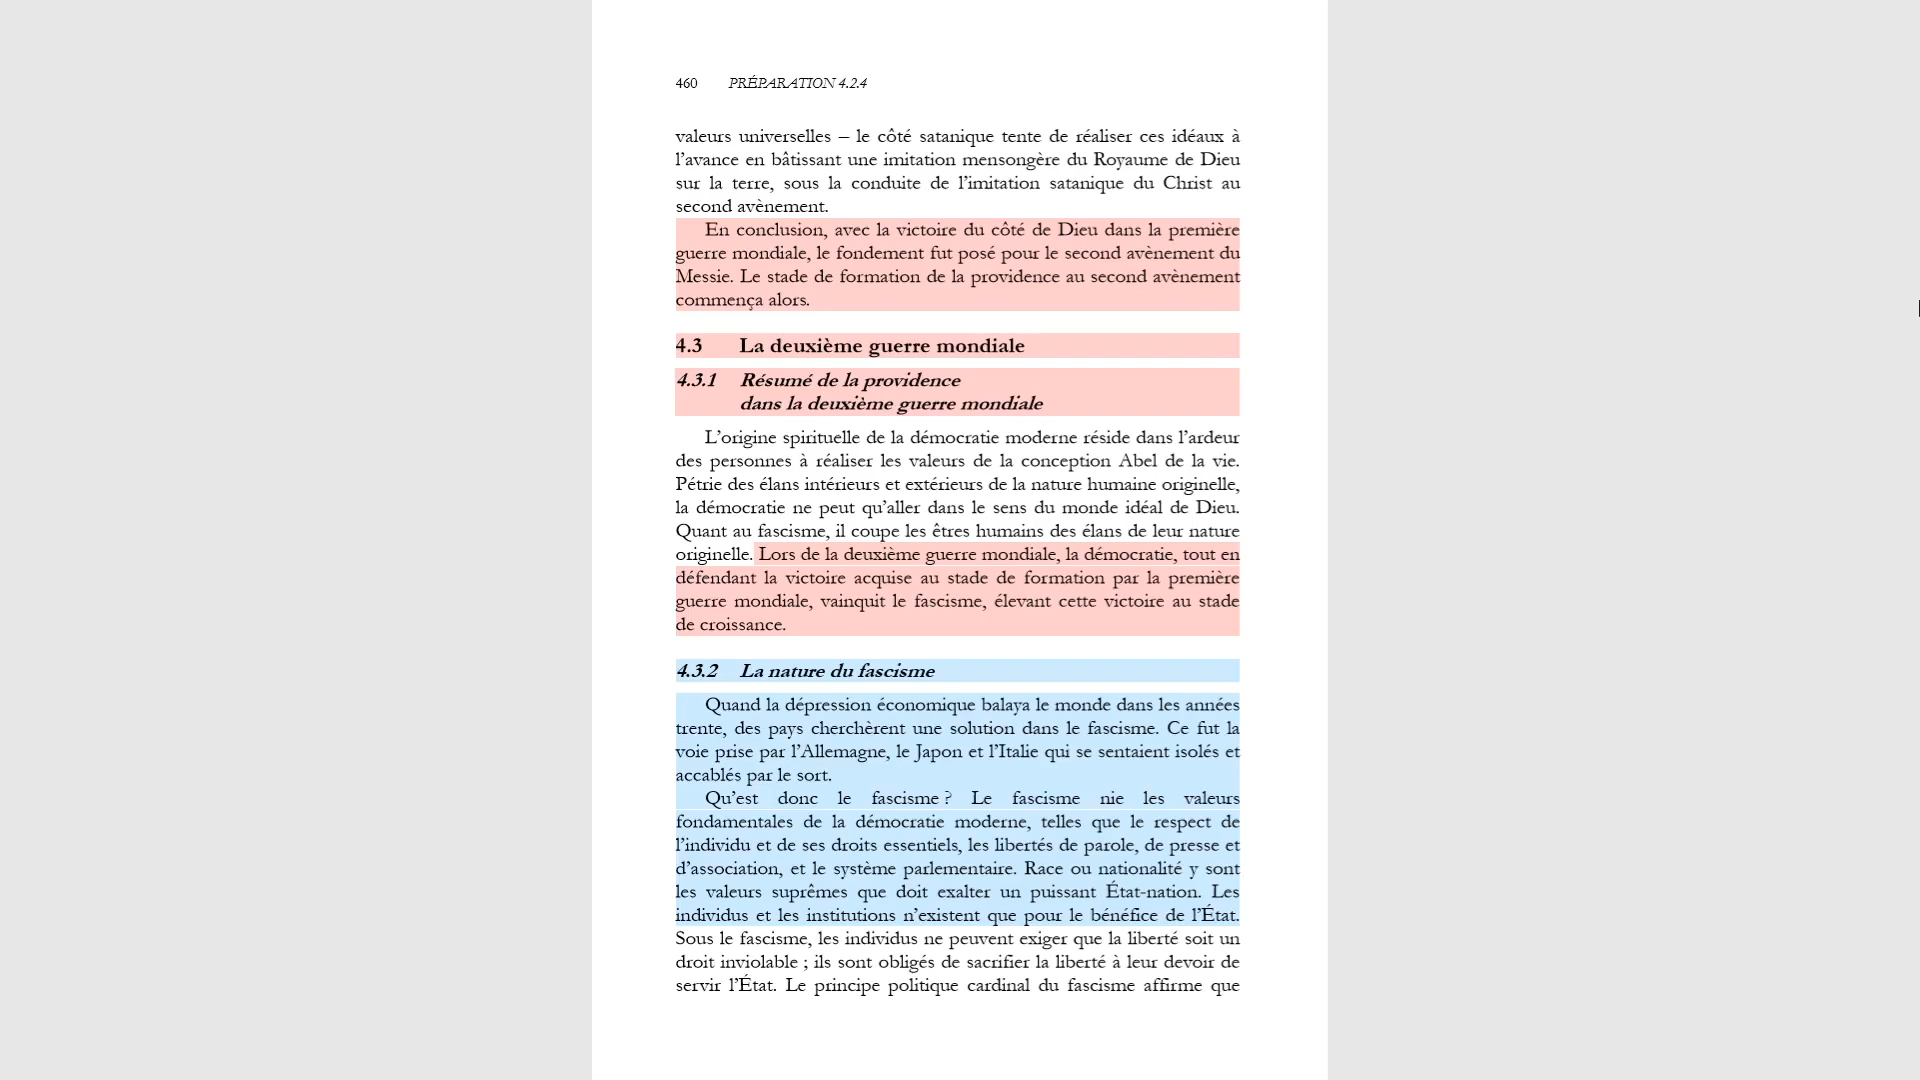 460 PRÉPARATION 4.2.4
valeurs universelles – le côté satanique tente de réaliser ces idéaux à
l’avance en bâtissant une imitation mensongère du Royaume de Dieu
sur la terre, sous la conduite de l’imitation satanique du Christ au
second avènement.
En conclusion, avec la victoire du côté de Dieu dans la première
guerre mondiale, le fondement fut posé pour le second avènement du
Messie. Le stade de formation de la providence au second avènement
commença alors.
4.3 La deuxième guerre mondiale
4.3.1 Résumé de la providence
dans la deuxième guerre mondiale
L’origine spirituelle de la démocratie moderne réside dans l’ardeur
des personnes à réaliser les valeurs de la conception Abel de la vie.
Pétrie des élans intérieurs et extérieurs de la nature humaine originelle,
la démocratie ne peut qu’aller dans le sens du monde idéal de Dieu.
Quant au fascisme, il coupe les êtres humains des élans de leur nature
originelle. Lors de la deuxième guerre mondiale, la démocratie, tout en
défendant la victoire acquise au stade de formation par la première
guerre mondiale, vainquit le fascisme, élevant cette victoire au stade
de croissance.
4.3.2 La nature du fascisme
Quand la dépression économique balaya le monde dans les années
trente, des pays cherchèrent une solution dans le fascisme. Ce fut la
voie prise par l’Allemagne, le Japon et l’Italie qui se sentaient isolés et
accablés par le sort.
Qu’est donc le fascisme ? Le fascisme nie les valeurs
fondamentales de la démocratie moderne, telles que le respect de
l’individu et de ses droits essentiels, les libertés de parole, de presse et
d’association, et le système parlementaire. Race ou nationalité y sont
les valeurs suprêmes que doit exalter un puissant État-nation. Les
individus et les institutions n’existent que pour le bénéfice de l’État.
Sous le fascisme, les individus ne peuvent exiger que la liberté soit un
droit inviolable ; ils sont obligés de sacrifier la liberté à leur devoir de
servir l’État. Le principe politique cardinal du fascisme affirme que